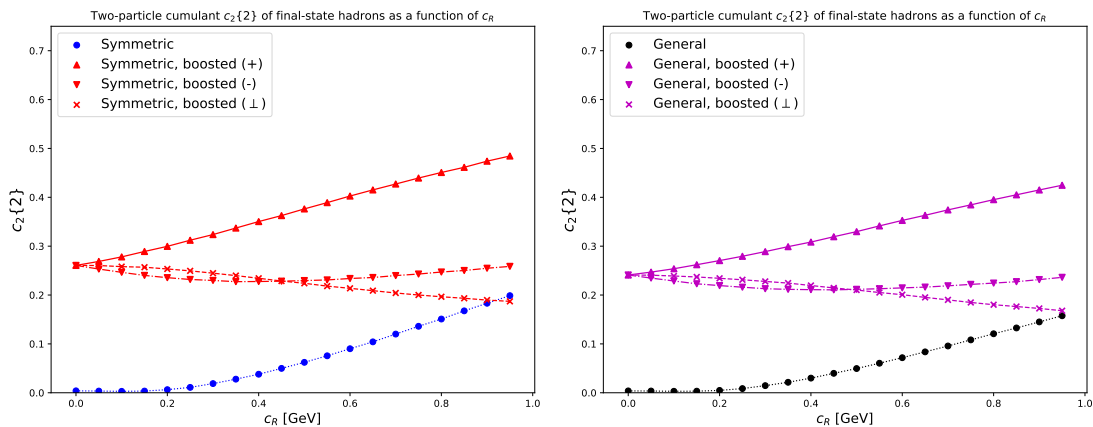 Two-particle cumulant c₂{2} of final-state hadrons as a function of c_R
0.7
0.6
0.5
0.4
0.3
0.2
0.1
0.0
c₂{2}
Symmetric
Symmetric, boosted (+)
Symmetric, boosted (-)
Symmetric, boosted (⊥)
0.0 0.2 0.4 0.6 0.8 1.0
c_R [GeV]
Two-particle cumulant c₂{2} of final-state hadrons as a function of c_R
0.7
0.6
0.5
0.4
0.3
0.2
0.1
0.0
c₂{2}
General
General, boosted (+)
General, boosted (-)
General, boosted (⊥)
0.0 0.2 0.4 0.6 0.8 1.0
c_R [GeV]